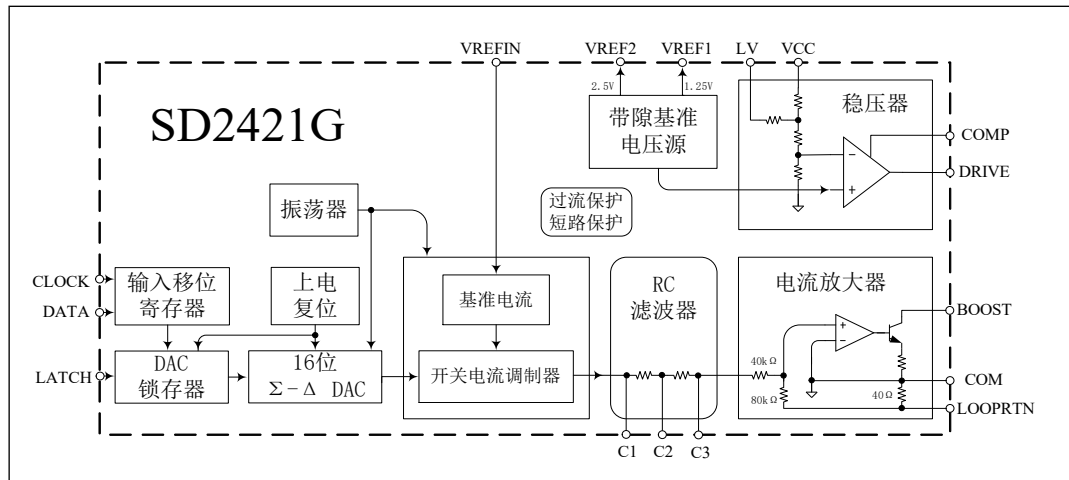 VREFIN
VREF2
VREF1
LV
VCC
2.5V
1.25V
SD2421G
带隙基准
电压源
稳压器
COMP
DRIVE
振荡器
过流保护
短路保护
CLOCK
DATA
LATCH
输入移位
寄存器
上电
复位
基准电流
RC
滤波器
电流放大器
BOOST
DAC
锁存器
16位
Σ-Δ DAC
开关电流调制器
40kΩ
80kΩ
40Ω
COM
LOOPRTN
C1
C2
C3